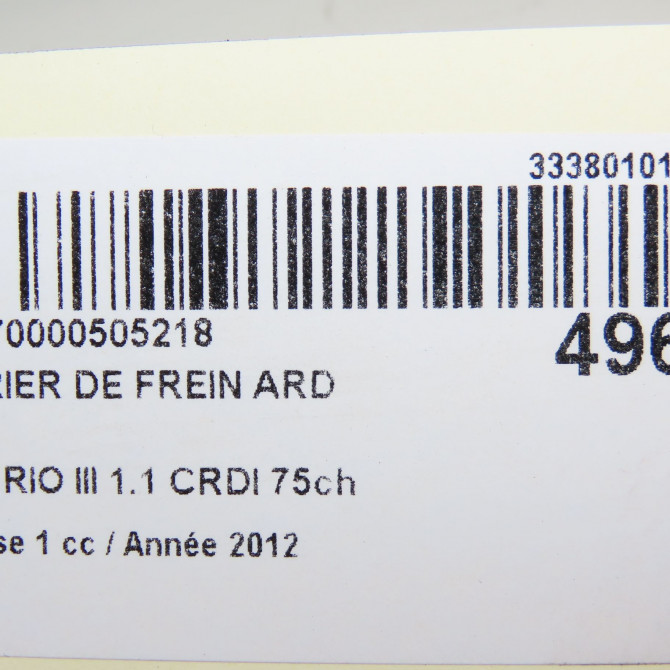 33380101
70000505218
496
RIER DE FREIN ARD
RIO III 1.1 CRDI 75ch
se 1 cc / Année 2012